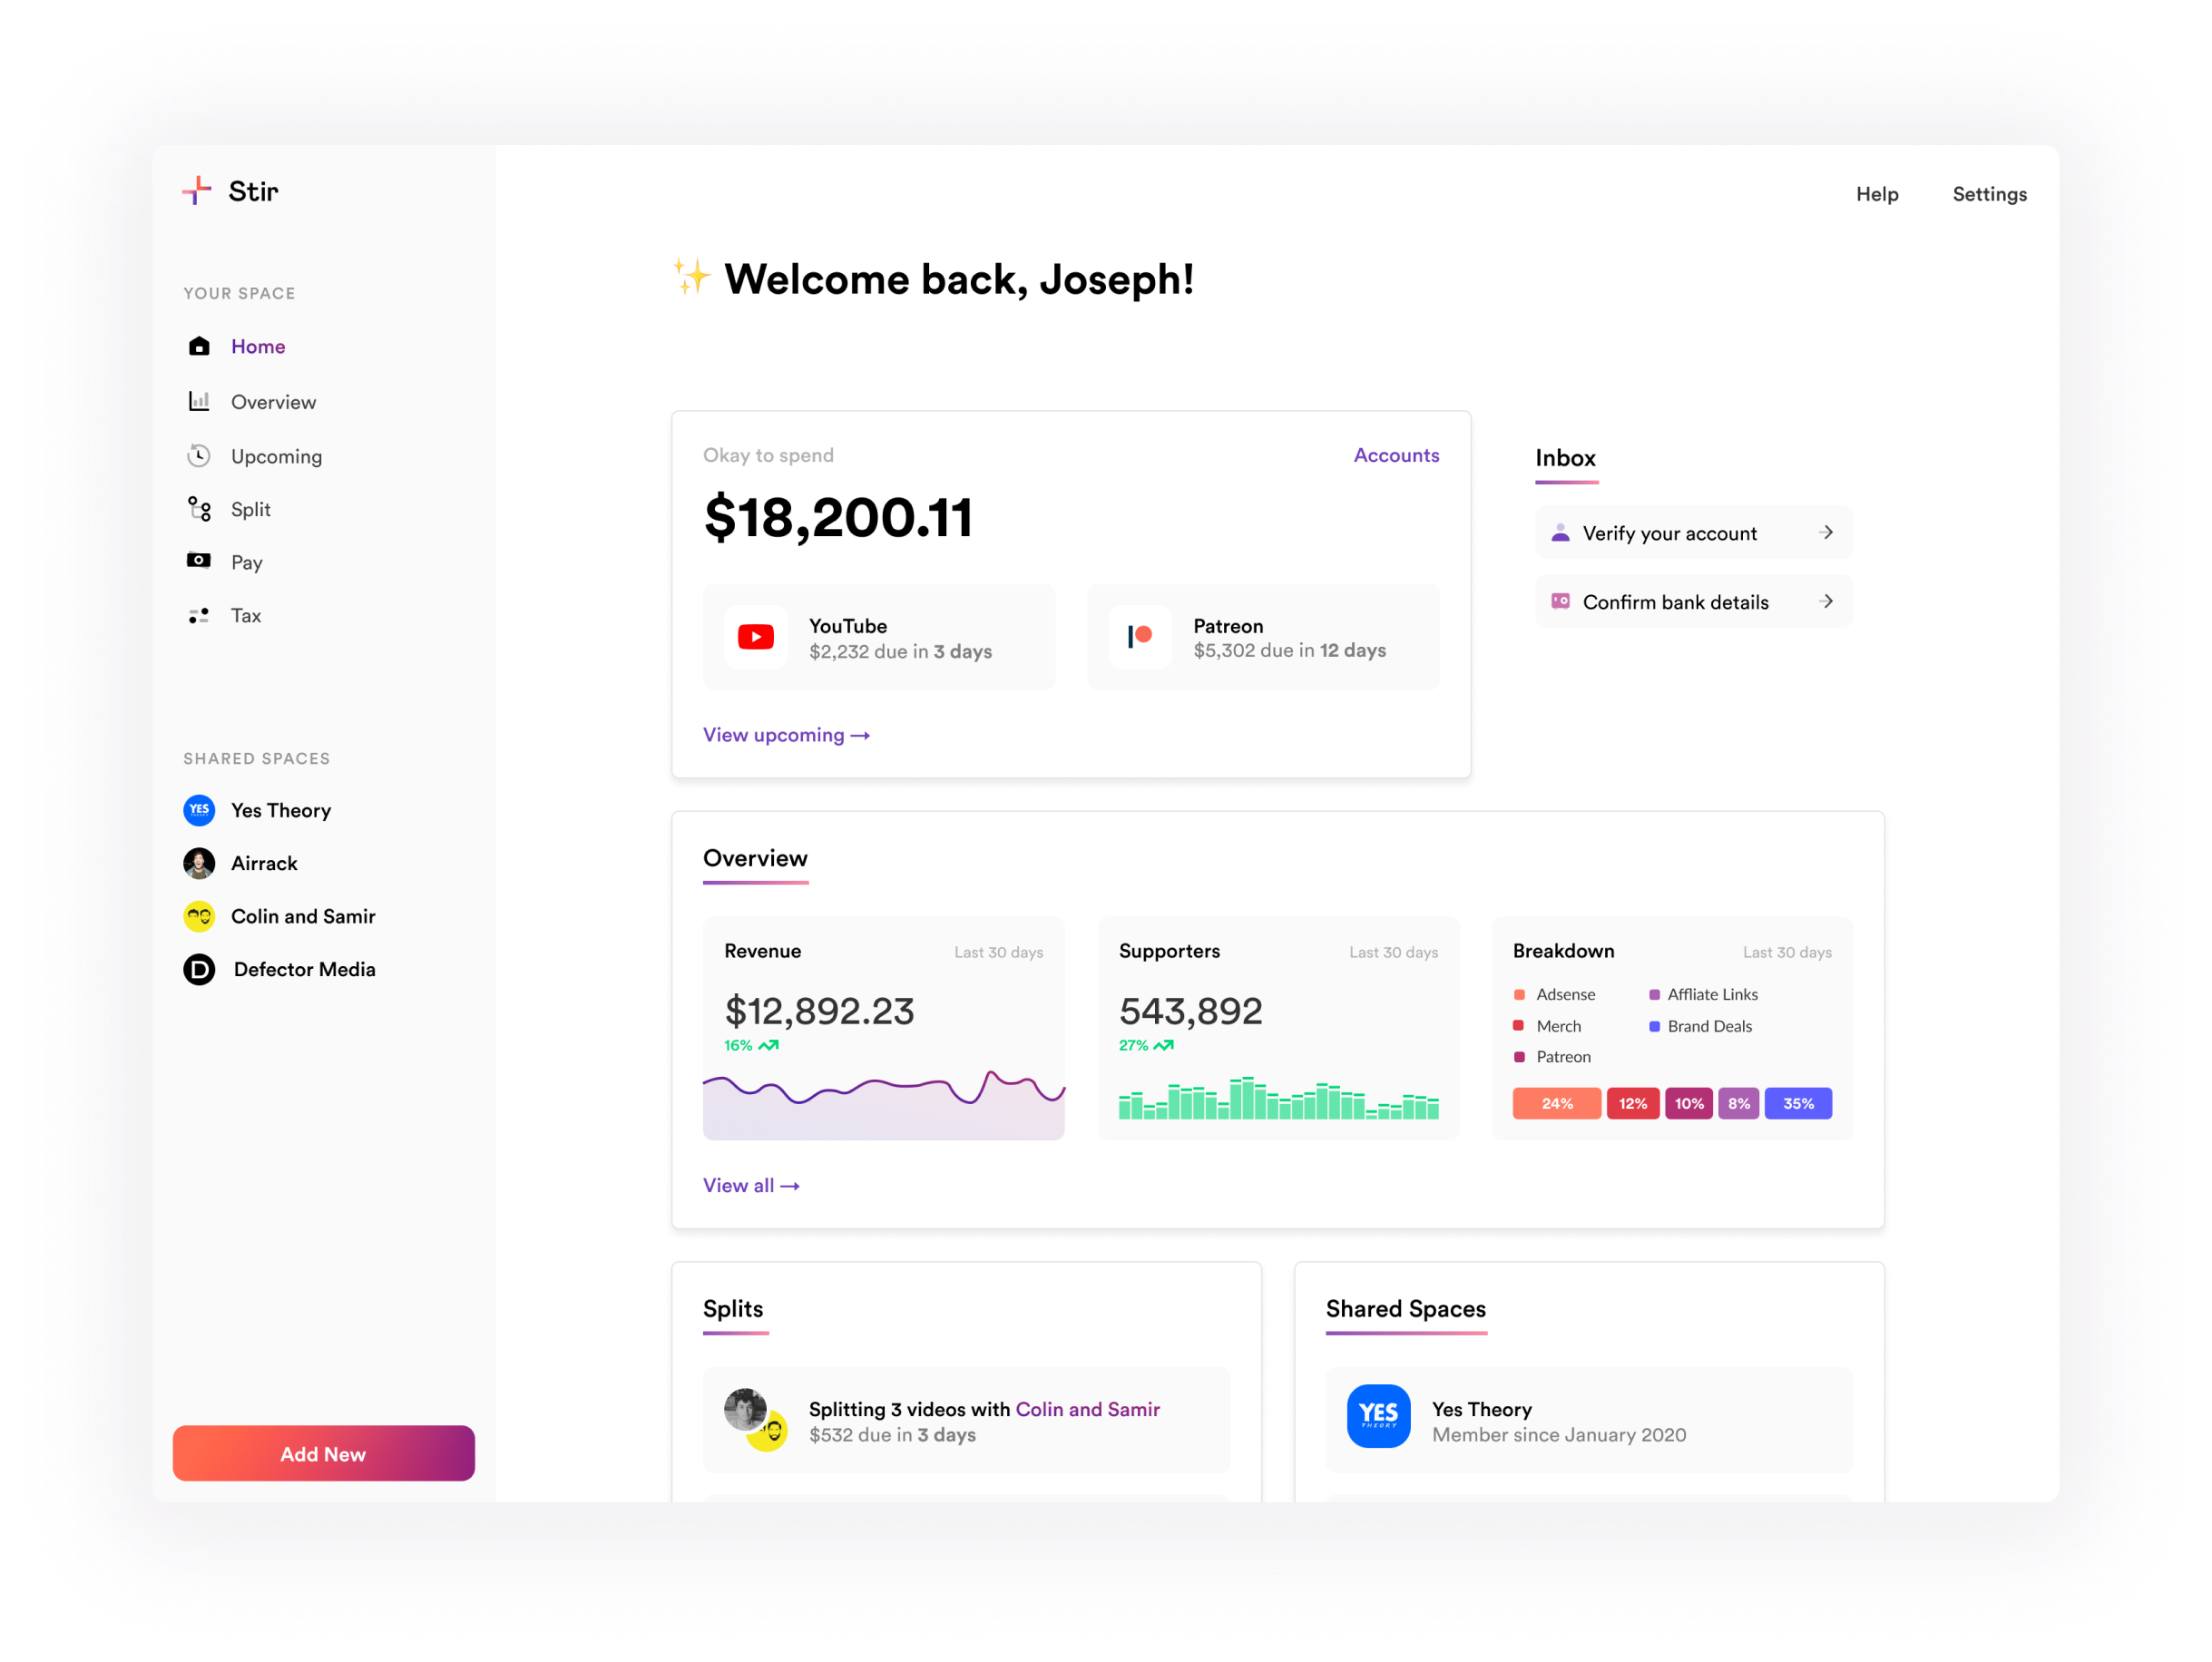 Stir
Help
Settings
YOUR SPACE
Home
Overview
Upcoming
Split
Pay
Tax
SHARED SPACES
YES
THEORY
Yes Theory
Airrack
Colin and Samir
D
Defector Media
Add New
✨ Welcome back, Joseph!
Okay to spend
Accounts
$18,200.11
YouTube
$2,232 due in 3 days
Patreon
$5,302 due in 12 days
View upcoming →
Inbox
Verify your account →
Confirm bank details →
Overview
Revenue
Last 30 days
$12,892.23
16%
Supporters
Last 30 days
543,892
27%
Breakdown
Last 30 days
Adsense
Affliate Links
Merch
Brand Deals
Patreon
24% 12% 10% 8% 35%
View all →
Splits
Splitting 3 videos with Colin and Samir
$532 due in 3 days
Shared Spaces
YES
THEORY
Yes Theory
Member since January 2020